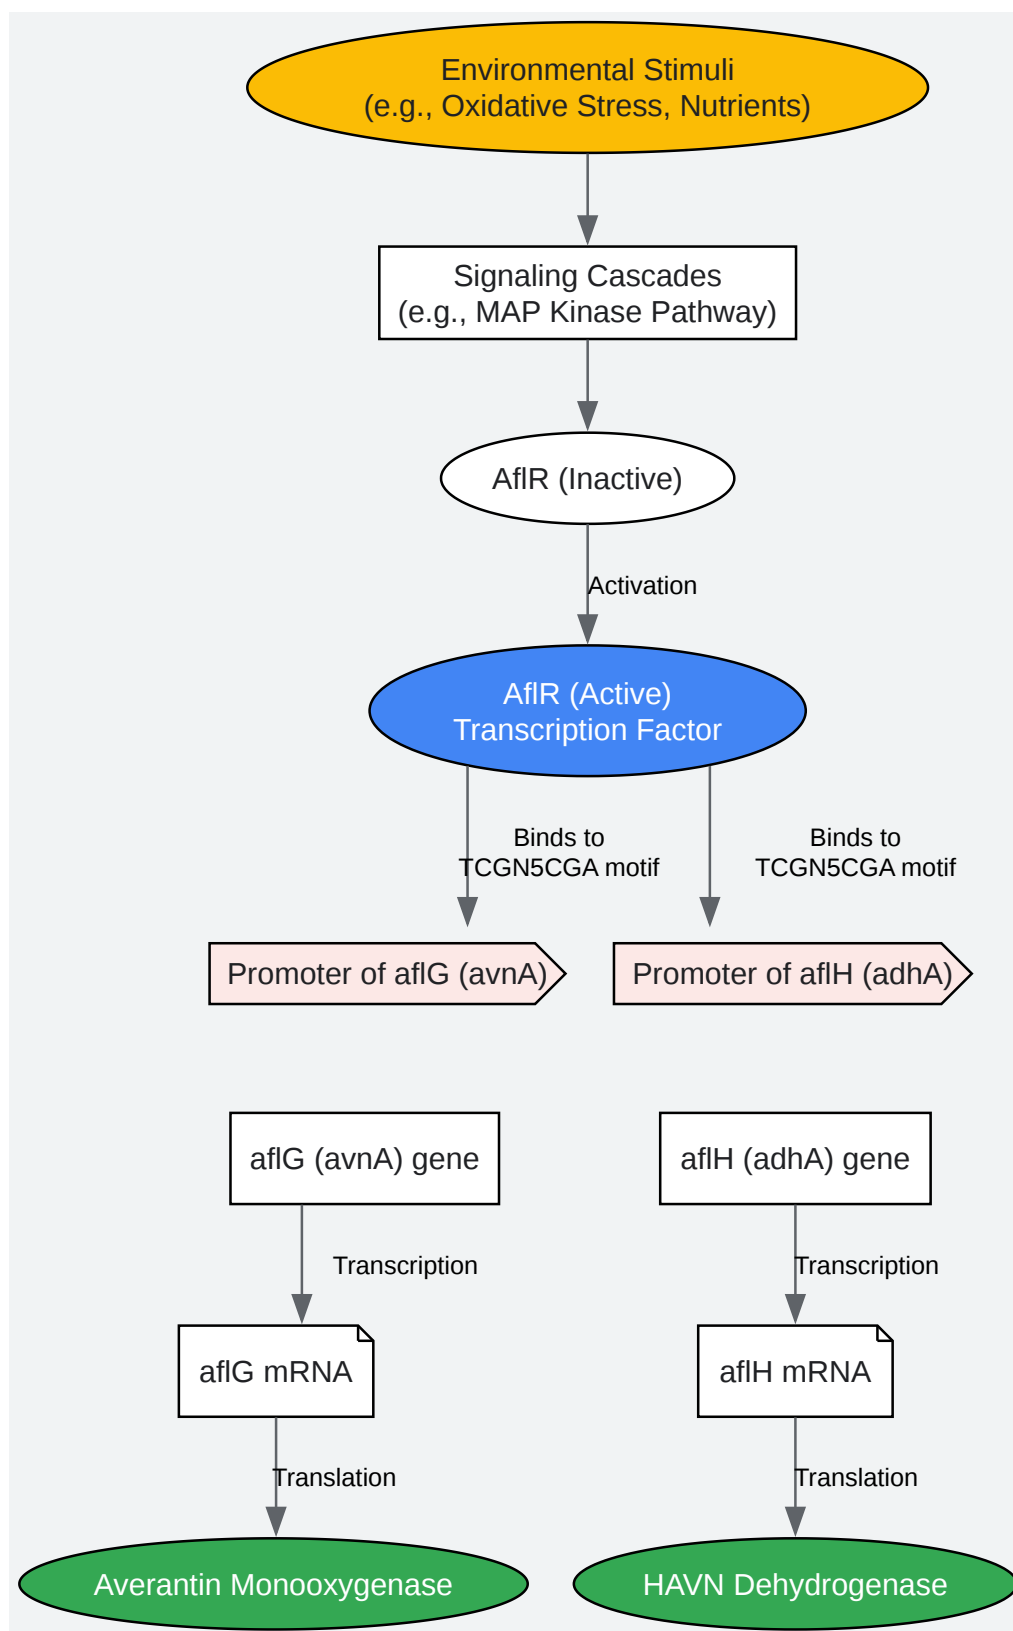 Environmental Stimuli
(e.g., Oxidative Stress, Nutrients)
Signaling Cascades
(e.g., MAP Kinase Pathway)
AflR (Inactive)
Activation
AflR (Active)
Transcription Factor
Binds to
TCGN5CGA motif
Binds to
TCGN5CGA motif
Promoter of aflG (avnA)
Promoter of aflH (adhA)
aflG (avnA) gene
aflH (adhA) gene
Transcription
Transcription
aflG mRNA
aflH mRNA
Translation
Translation
Averantin Monooxygenase
HAVN Dehydrogenase